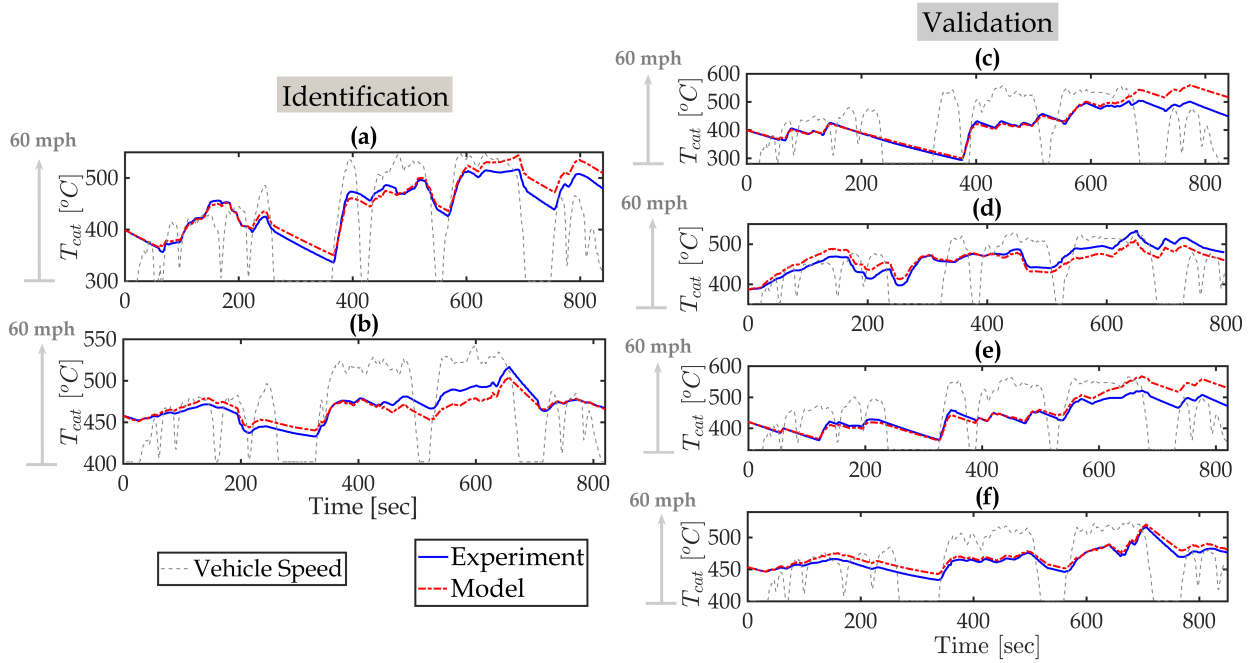 Identification
(a)
60 mph
T_cat [°C]
500
400
300
0 200 400 600 800
(b)
60 mph
T_cat [°C]
550
500
450
400
0 200 400 600 800
Time [sec]
Vehicle Speed
Experiment
Model
Validation
(c)
60 mph
T_cat [°C]
600
500
400
300
0 200 400 600 800
(d)
60 mph
T_cat [°C]
500
400
0 200 400 600 800
(e)
60 mph
T_cat [°C]
600
500
400
0 200 400 600 800
(f)
60 mph
T_cat [°C]
500
450
400
0 200 400 600 800
Time [sec]